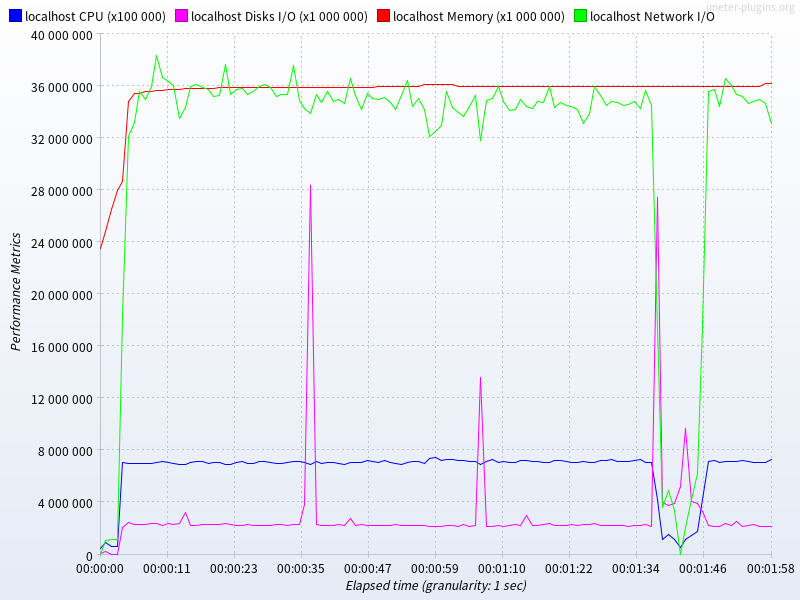 jmeter-plugins.org
localhost CPU (x100 000) localhost Disks I/O (x1 000 000) localhost Memory (x1 000 000) localhost Network I/O
40 000 000
36 000 000
32 000 000
28 000 000
24 000 000
20 000 000
16 000 000
12 000 000
8 000 000
4 000 000
0
Performance Metrics
00:00:00 00:00:11 00:00:23 00:00:35 00:00:47 00:00:59 00:01:10 00:01:22 00:01:34 00:01:46 00:01:58
Elapsed time (granularity: 1 sec)